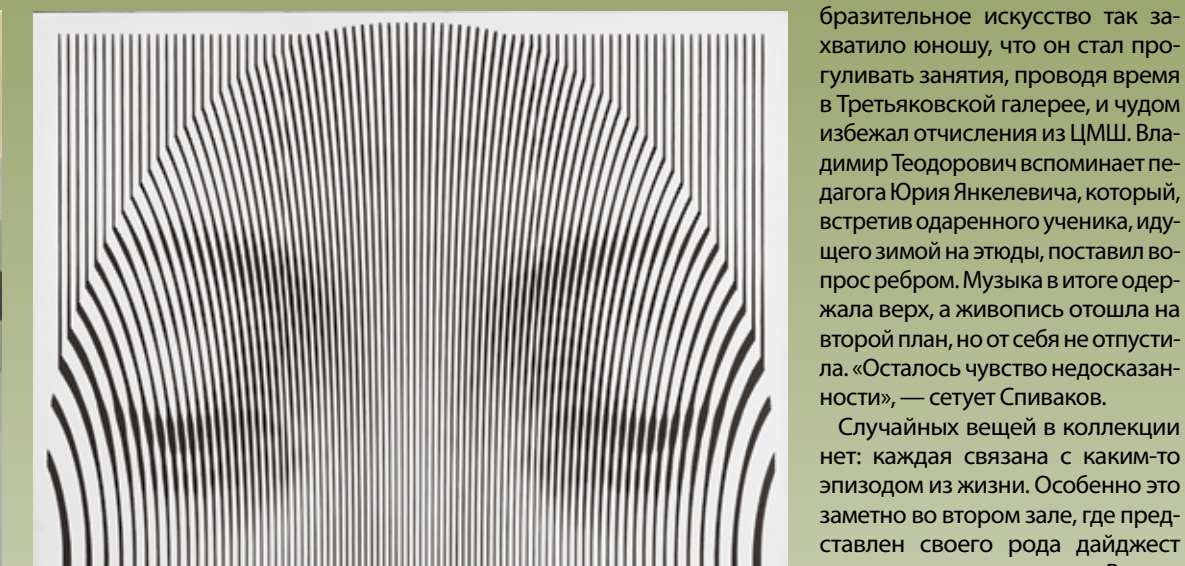 бразительное искусство так за-
хватило юношу, что он стал про-
гуливать занятия, проводя время
в Третьяковской галерее, и чудом
избежал отчисления из ЦМШ. Вла-
димир Теодорович вспоминает пе-
дагога Юрия Янкелевича, который,
встретив одаренного ученика, иду-
щего зимой на этюды, поставил во-
прос ребром. Музыка в итоге одер-
жала верх, а живопись отошла на
второй план, но от себя не отпусти-
ла. «Осталось чувство недосказан-
ности», — сетует Спиваков.
Случайных вещей в коллекции
нет: каждая связана с каким-то
эпизодом из жизни. Особенно это
заметно во втором зале, где пред-
ставлен своего рода дайджест